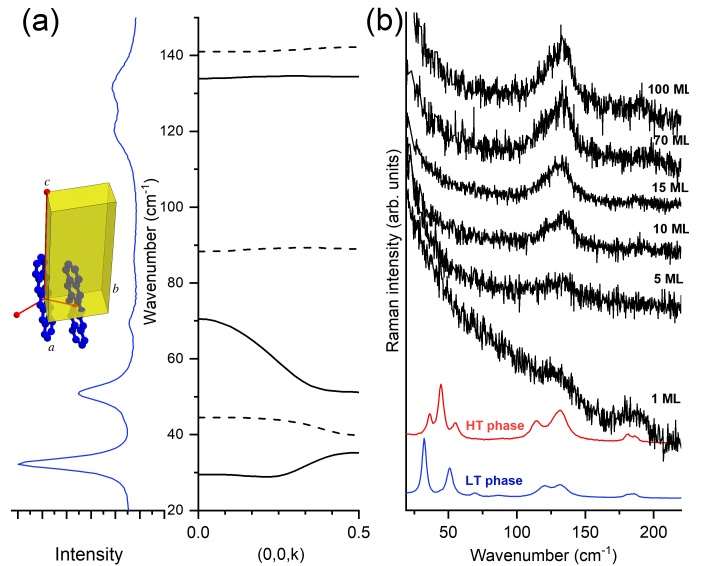 (a)
(b)
140
120
100
80
60
40
20
Wavenumber (cm-1)
c
b
a
Intensity
0.0
0.5
(0,0,k)
Raman intensity (arb. units)
100 ML
70 ML
15 ML
10 ML
5 ML
1 ML
HT phase
LT phase
50
100
150
200
Wavenumber (cm-1)